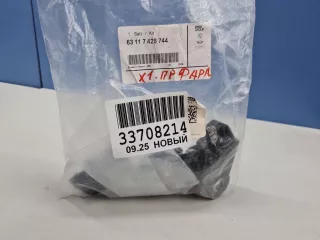 1 Satz / Kit
63 11 7 428 744
X1. ПР ФАРА
33708214
09.25 НОВЫЙ